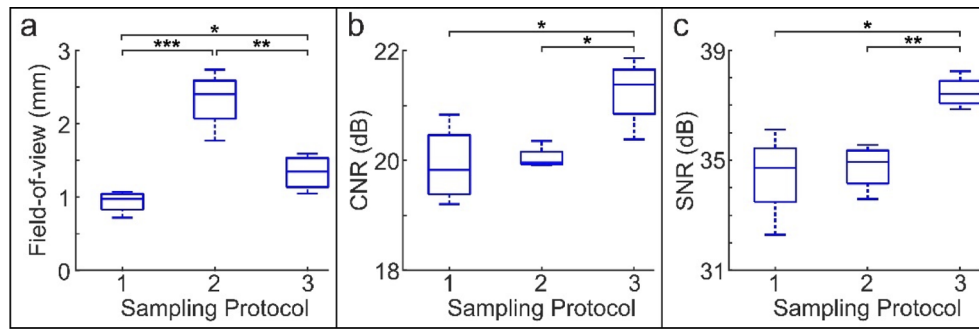 a
*
***
**
3
2
1
0
Field-of-view (mm)
1 2 3
Sampling Protocol
b
*
*
22
20
18
CNR (dB)
1 2 3
Sampling Protocol
c
*
**
39
35
31
SNR (dB)
1 2 3
Sampling Protocol